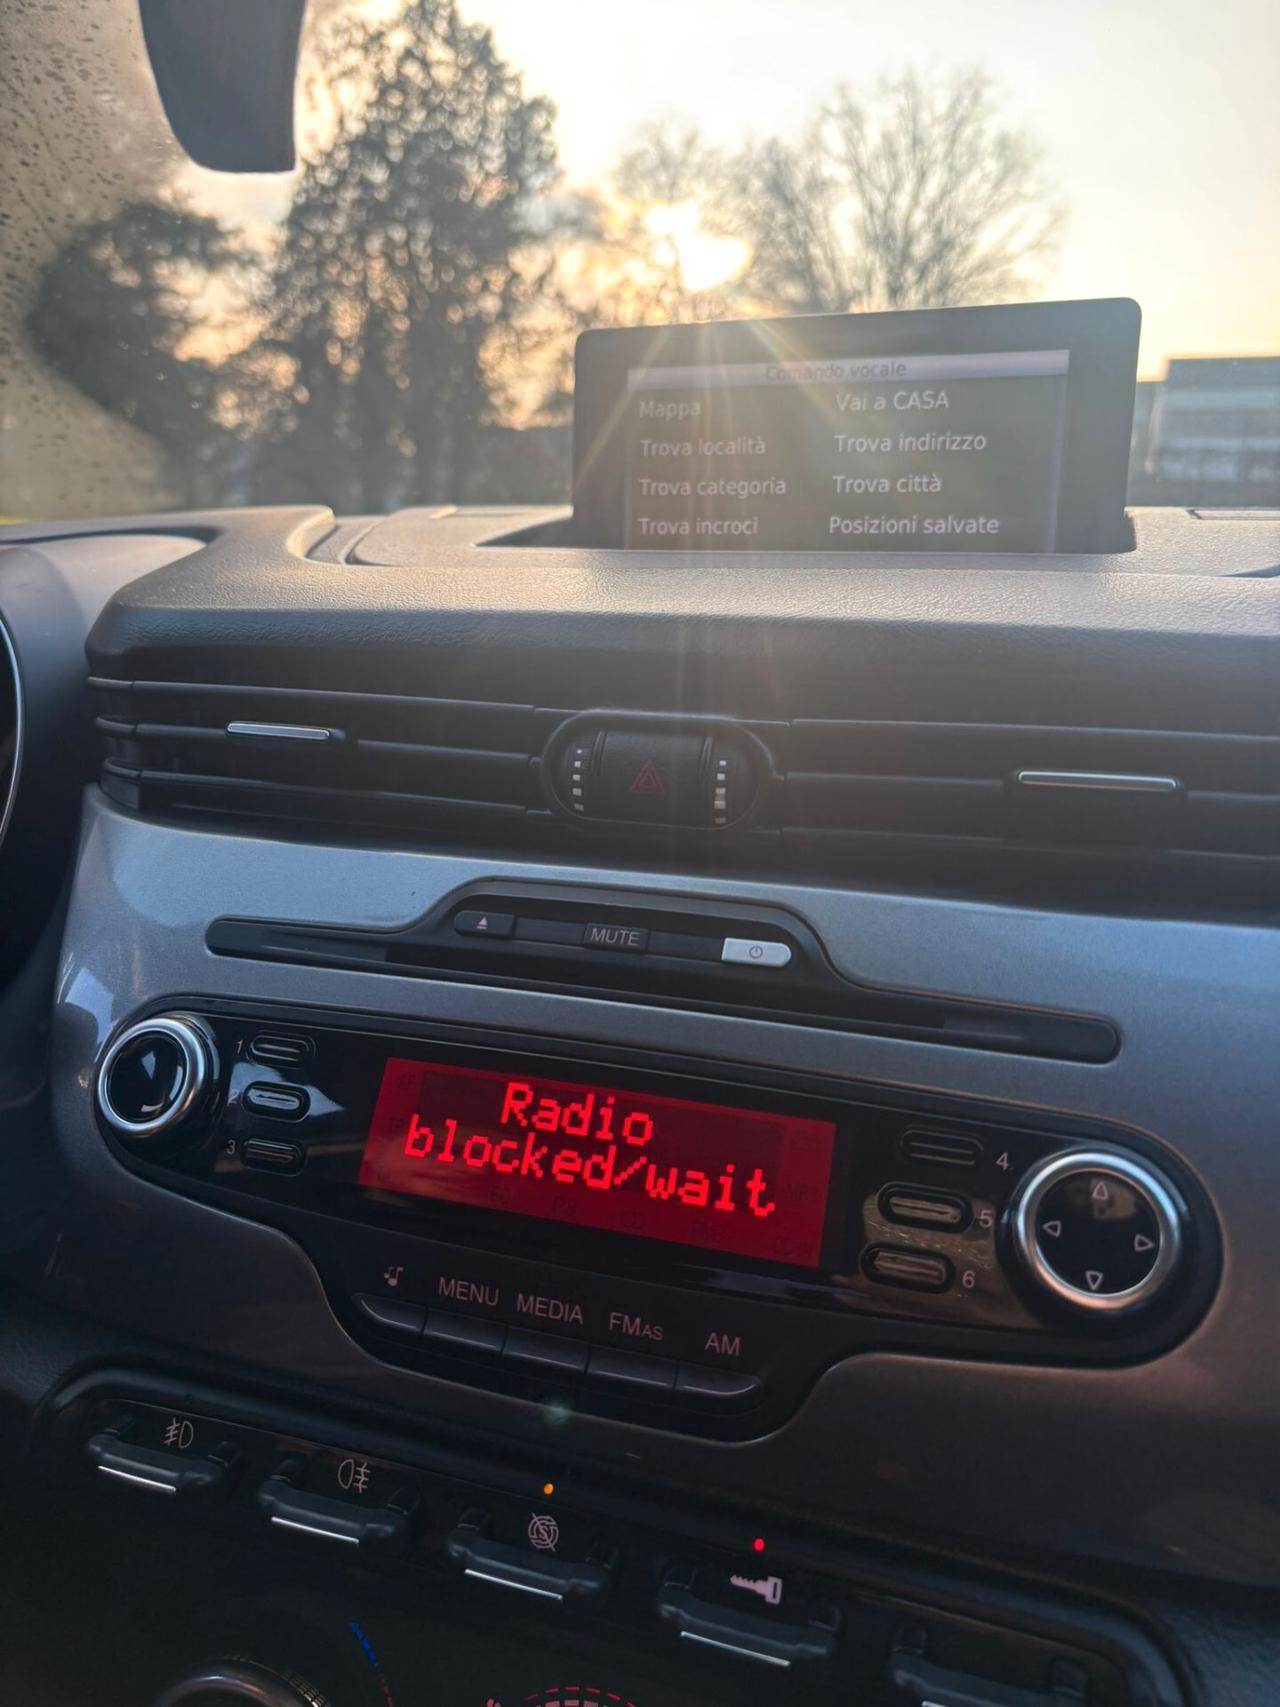 Comando vocale
Mappa Vai a CASA
Trova località Trova indirizzo
Trova categoria Trova città
Trova incroci Posizioni salvate
MUTE
1
2
3
Radio
blocked/wait
4
5
6
MENU MEDIA FMAS AM